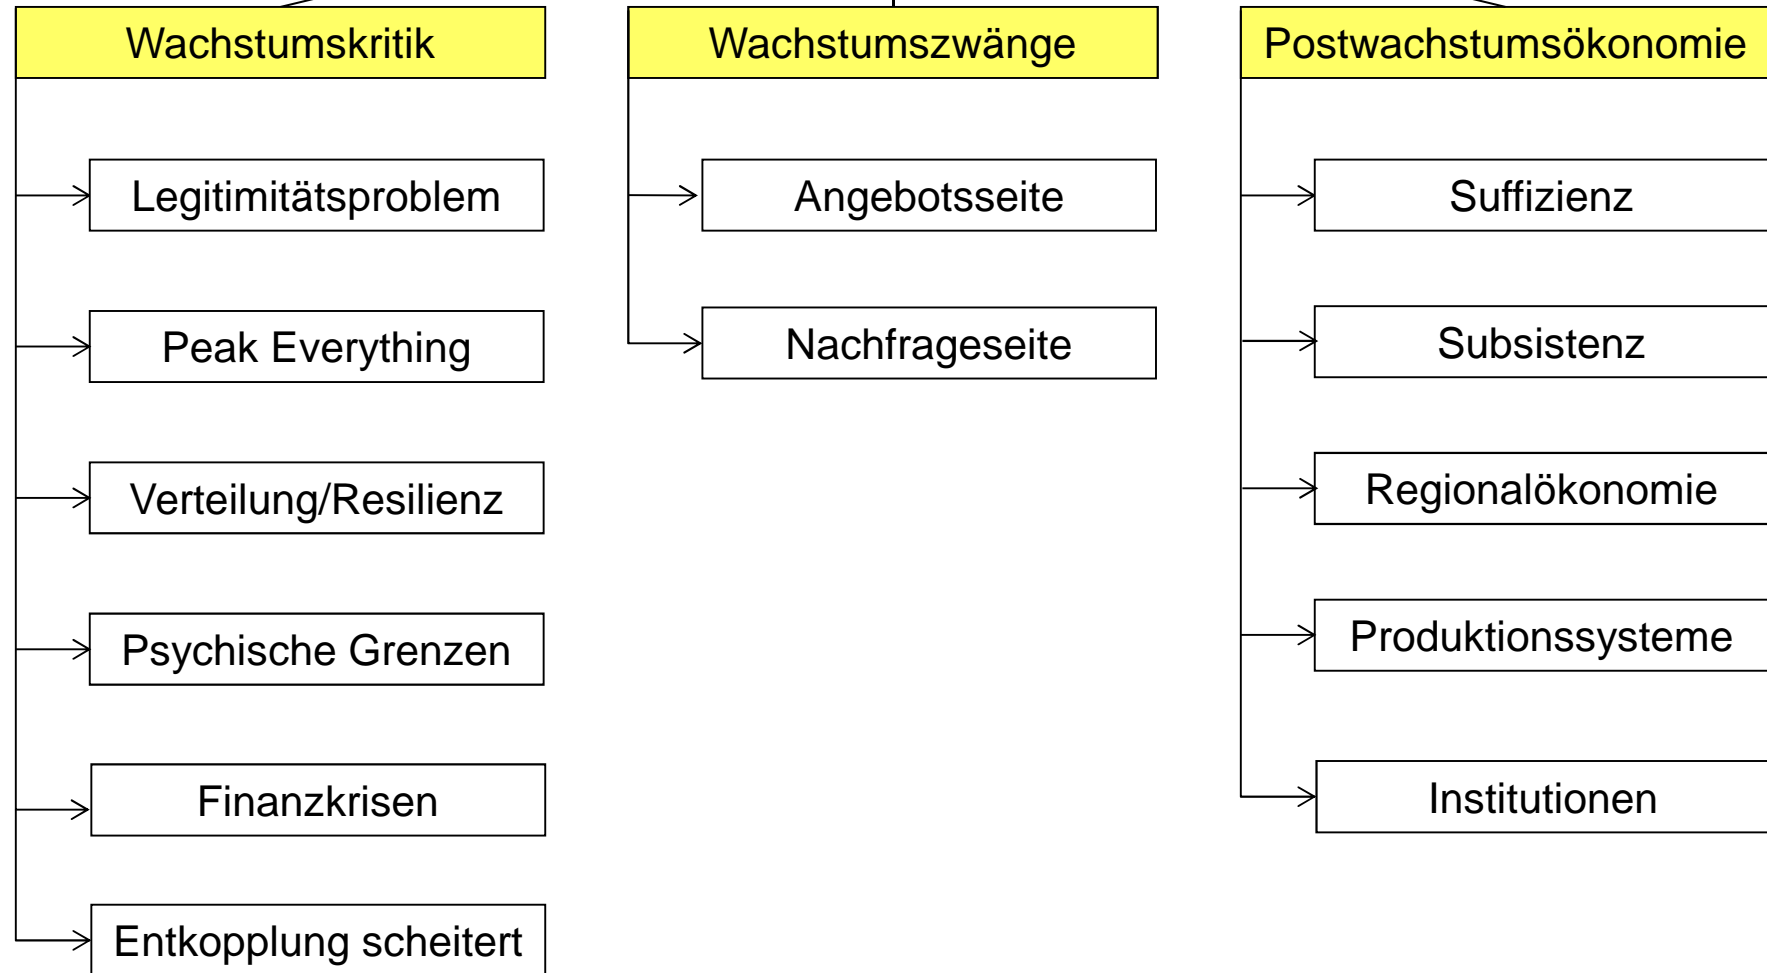 Wachstumskritik
Legitimitätsproblem
Peak Everything
Verteilung/Resilienz
Psychische Grenzen
Finanzkrisen
Entkopplung scheitert
Wachstumszwänge
Angebotsseite
Nachfrageseite
Postwachstumsökonomie
Suffizienz
Subsistenz
Regionalökonomie
Produktionssysteme
Institutionen